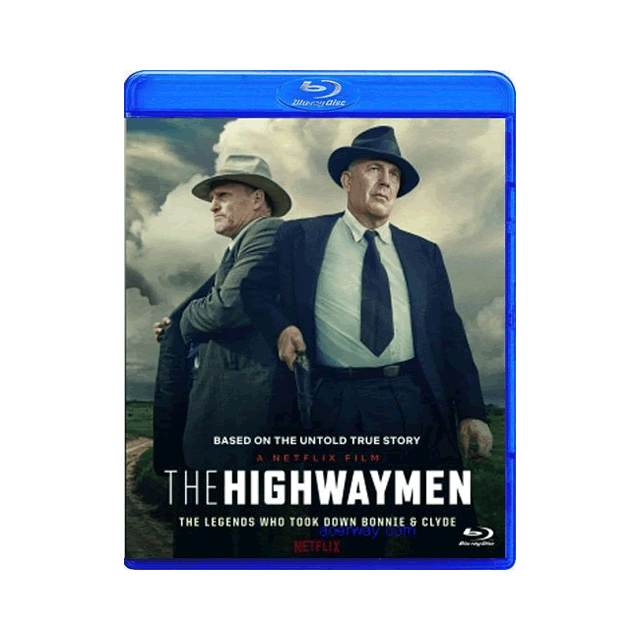 Blu-ray Disc
BASED ON THE UNTOLD TRUE STORY
A NETFLIX FILM
THE HIGHWAYMEN
THE LEGENDS WHO TOOK DOWN BONNIE & CLYDE
NETFLIX
Blu-ray Disc